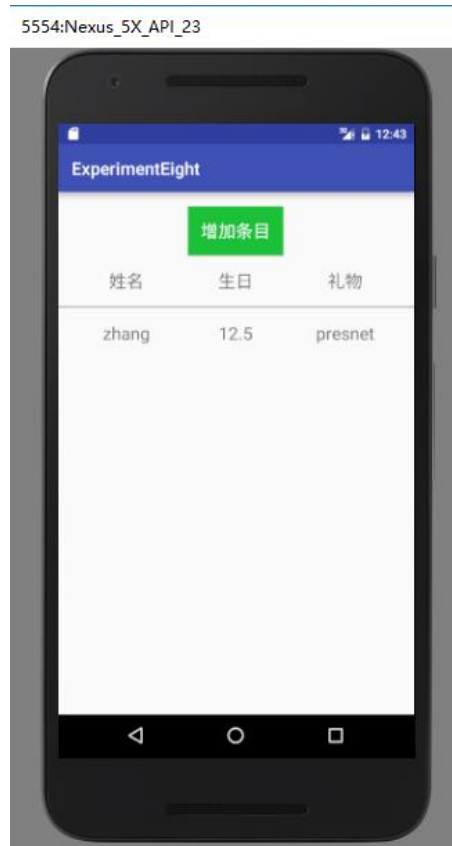 5554:Nexus_5X_API_23
12:43
ExperimentEight
增加条目
姓名 生日 礼物
zhang 12.5 presnet